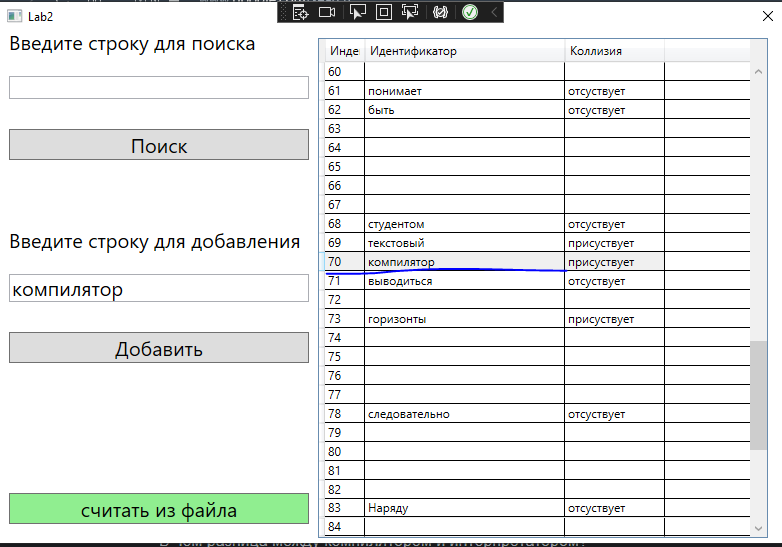 Lab2
Введите строку для поиска
Поиск
Введите строку для добавления
компилятор
Добавить
считать из файла
Инде Идентификатор Коллизия
60
61 понимает отсуствует
62 быть отсуствует
63
64
65
66
67
68 студентом отсуствует
69 текстовый присуствует
70 компилятор присуствует
71 выводиться отсуствует
72
73 горизонты присуствует
74
75
76
77
78 следовательно отсуствует
79
80
81
82
83 Наряду отсуствует
84